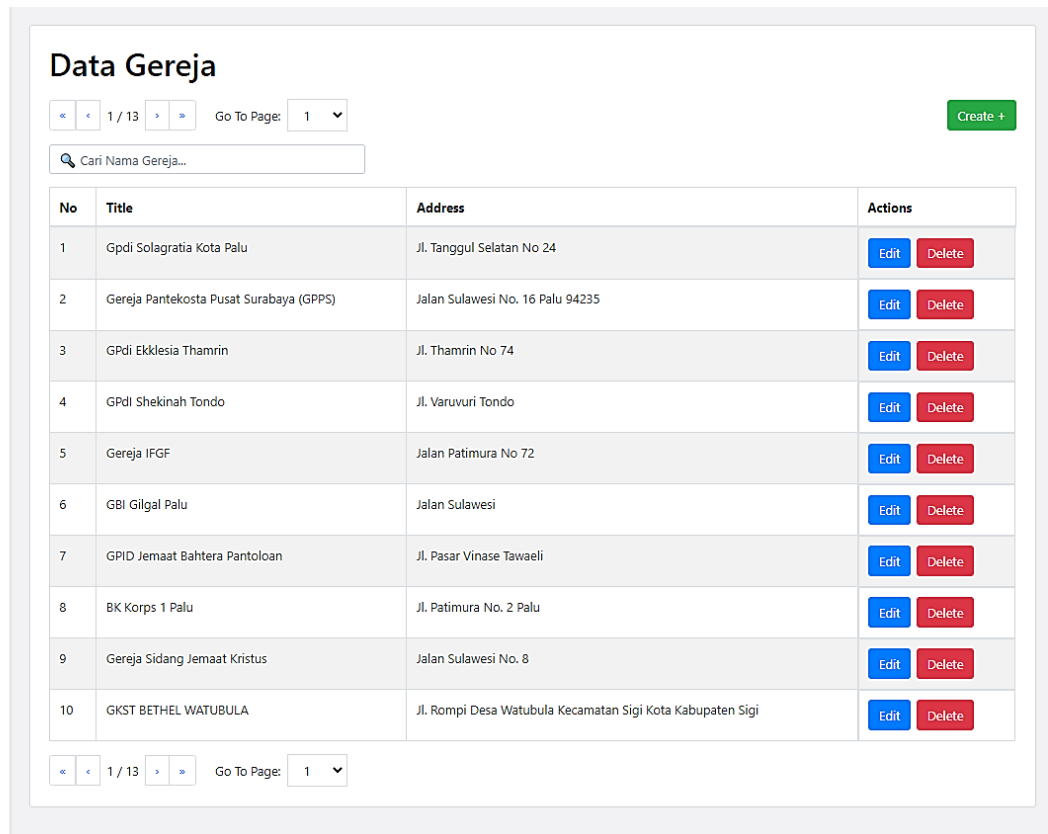 Data Gereja
« ‹ 1 / 13 › » Go To Page: 1
Create +
Cari Nama Gereja...
No Title Address Actions
1 Gpdi Solagratia Kota Palu Jl. Tanggul Selatan No 24 Edit Delete
2 Gereja Pantekosta Pusat Surabaya (GPPS) Jalan Sulawesi No. 16 Palu 94235 Edit Delete
3 GPdi Ekklesia Thamrin Jl. Thamrin No 74 Edit Delete
4 GPdI Shekinah Tondo Jl. Varuvuri Tondo Edit Delete
5 Gereja IFGF Jalan Patimura No 72 Edit Delete
6 GBI Gilgal Palu Jalan Sulawesi Edit Delete
7 GPID Jemaat Bahtera Pantoloan Jl. Pasar Vinase Tawaeli Edit Delete
8 BK Korps 1 Palu Jl. Patimura No. 2 Palu Edit Delete
9 Gereja Sidang Jemaat Kristus Jalan Sulawesi No. 8 Edit Delete
10 GKST BETHEL WATUBULA Jl. Rompi Desa Watubula Kecamatan Sigi Kota Kabupaten Sigi Edit Delete
« ‹ 1 / 13 › » Go To Page: 1